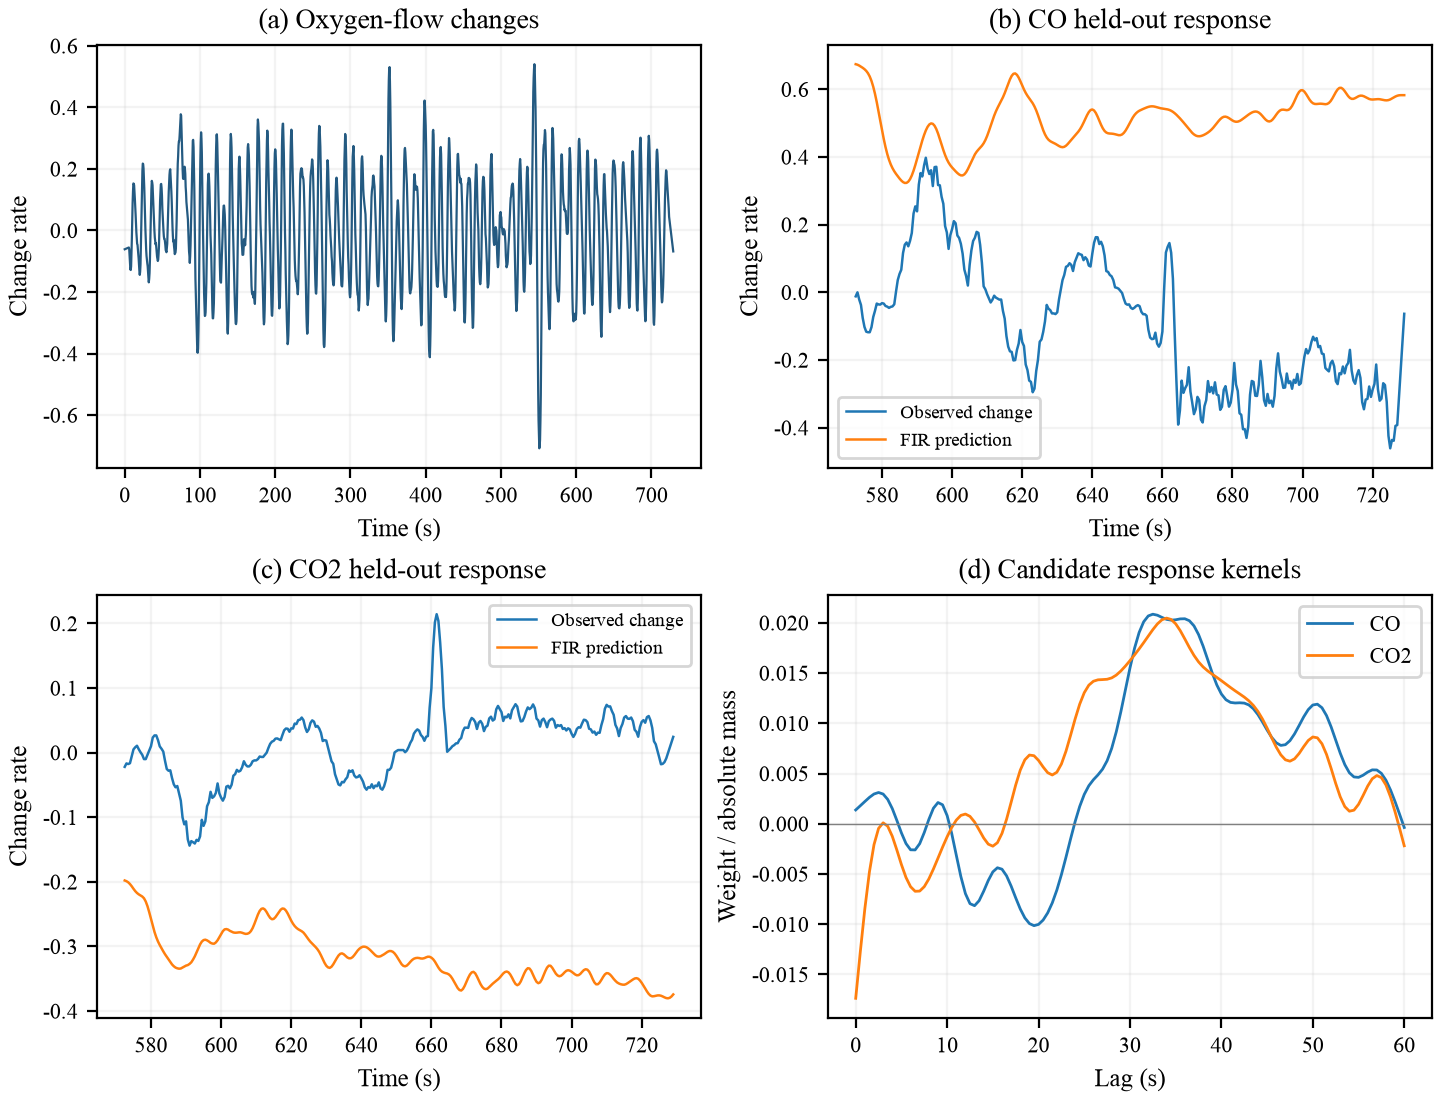 (a) Oxygen-flow changes
0.6
0.4
0.2
0.0
-0.2
-0.4
-0.6
Change rate
0 100 200 300 400 500 600 700
Time (s)
(b) CO held-out response
0.6
0.4
0.2
0.0
-0.2
-0.4
Change rate
Observed change
FIR prediction
580 600 620 640 660 680 700 720
Time (s)
(c) CO2 held-out response
0.2
0.1
0.0
-0.1
-0.2
-0.3
-0.4
Change rate
Observed change
FIR prediction
580 600 620 640 660 680 700 720
Time (s)
(d) Candidate response kernels
0.020
0.015
0.010
0.005
0.000
-0.005
-0.010
-0.015
Weight / absolute mass
CO
CO2
0 10 20 30 40 50 60
Lag (s)